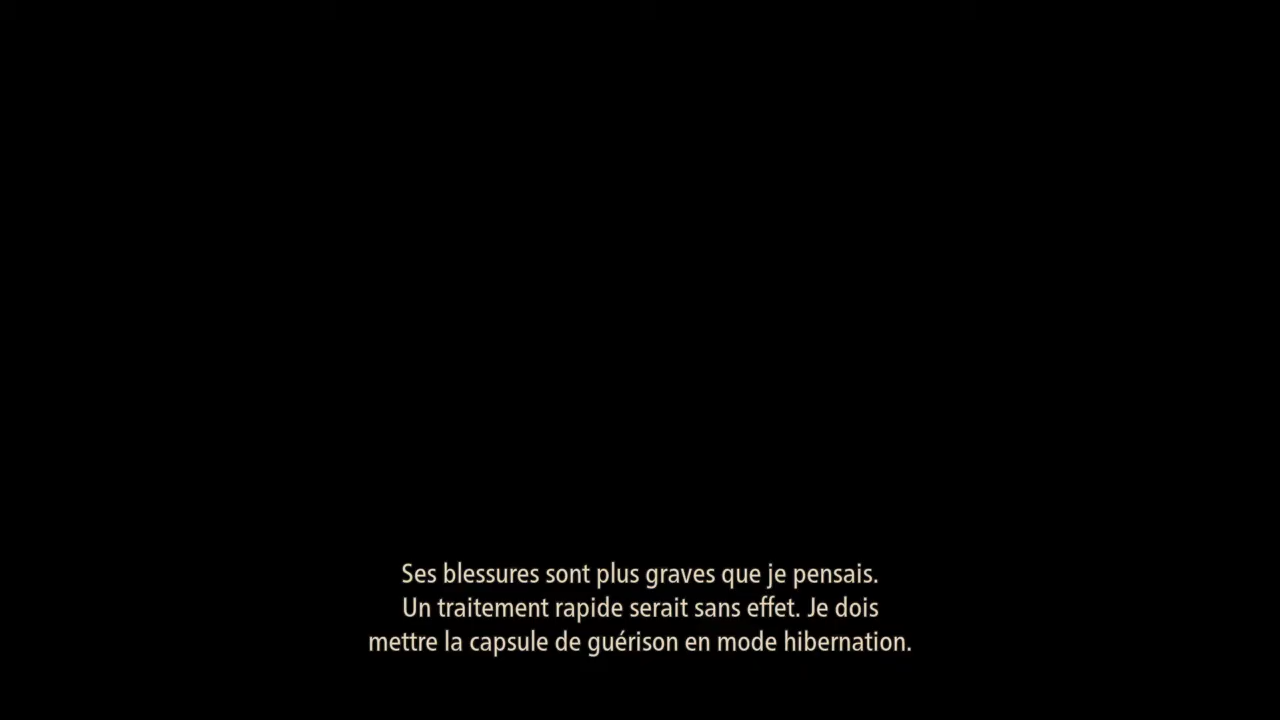 Ses blessures sont plus graves que je pensais.
Un traitement rapide serait sans effet. Je dois
mettre la capsule de guérison en mode hibernation.